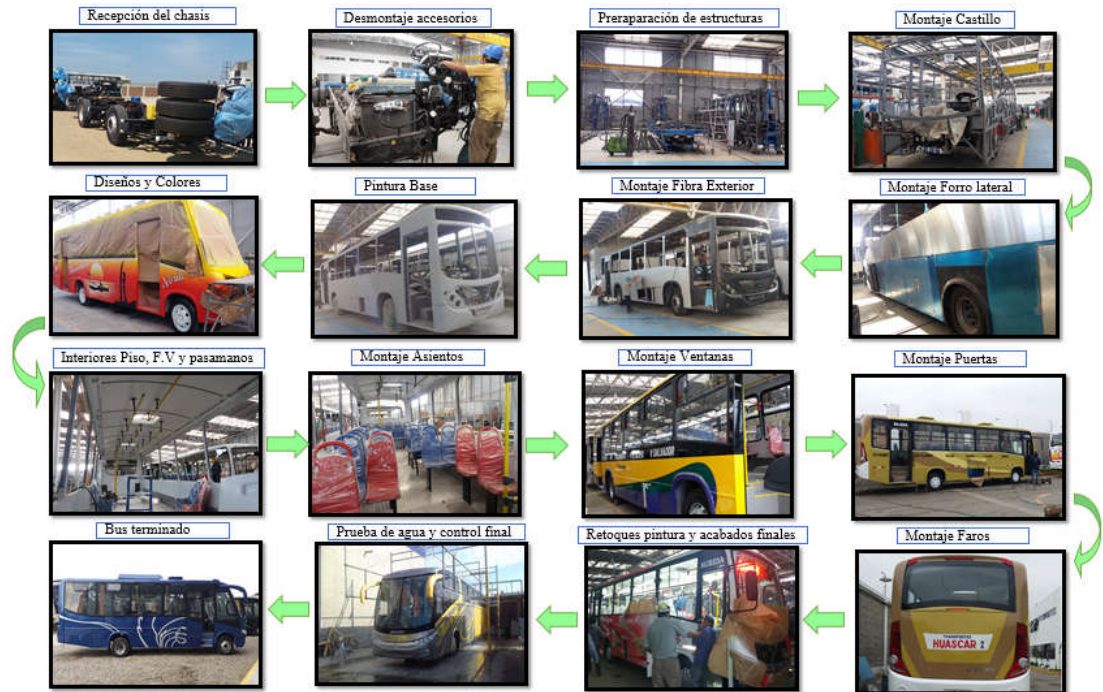 Recepción del chasis
Desmontaje accesorios
Preraparación de estructuras
Montaje Castillo
Montaje Forro lateral
Montaje Fibra Exterior
Pintura Base
Diseños y Colores
Interiores Piso, F.V y pasamanos
Montaje Asientos
Montaje Ventanas
V SALVADOR
Montaje Puertas
Montaje Faros
TRANSPORTES
HUASCAR
Retoques pintura y acabados finales
Prueba de agua y control final
Bus terminado